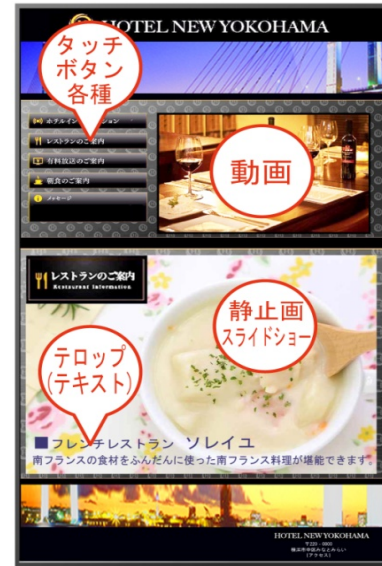 HOTEL NEW YOKOHAMA
タッチ
ボタン
各種
レストランのご案内
有料放送のご案内
朝食のご案内
メッセージ
動画
レストランのご案内
Restaurant Information
静止画
スライドショー
テロップ
(テキスト)
■フレンチレストラン ソレイユ
南フランスの食材をふんだんに使った南フランス料理が堪能できます。
HOTEL NEW YOKOHAMA
(アクセス)